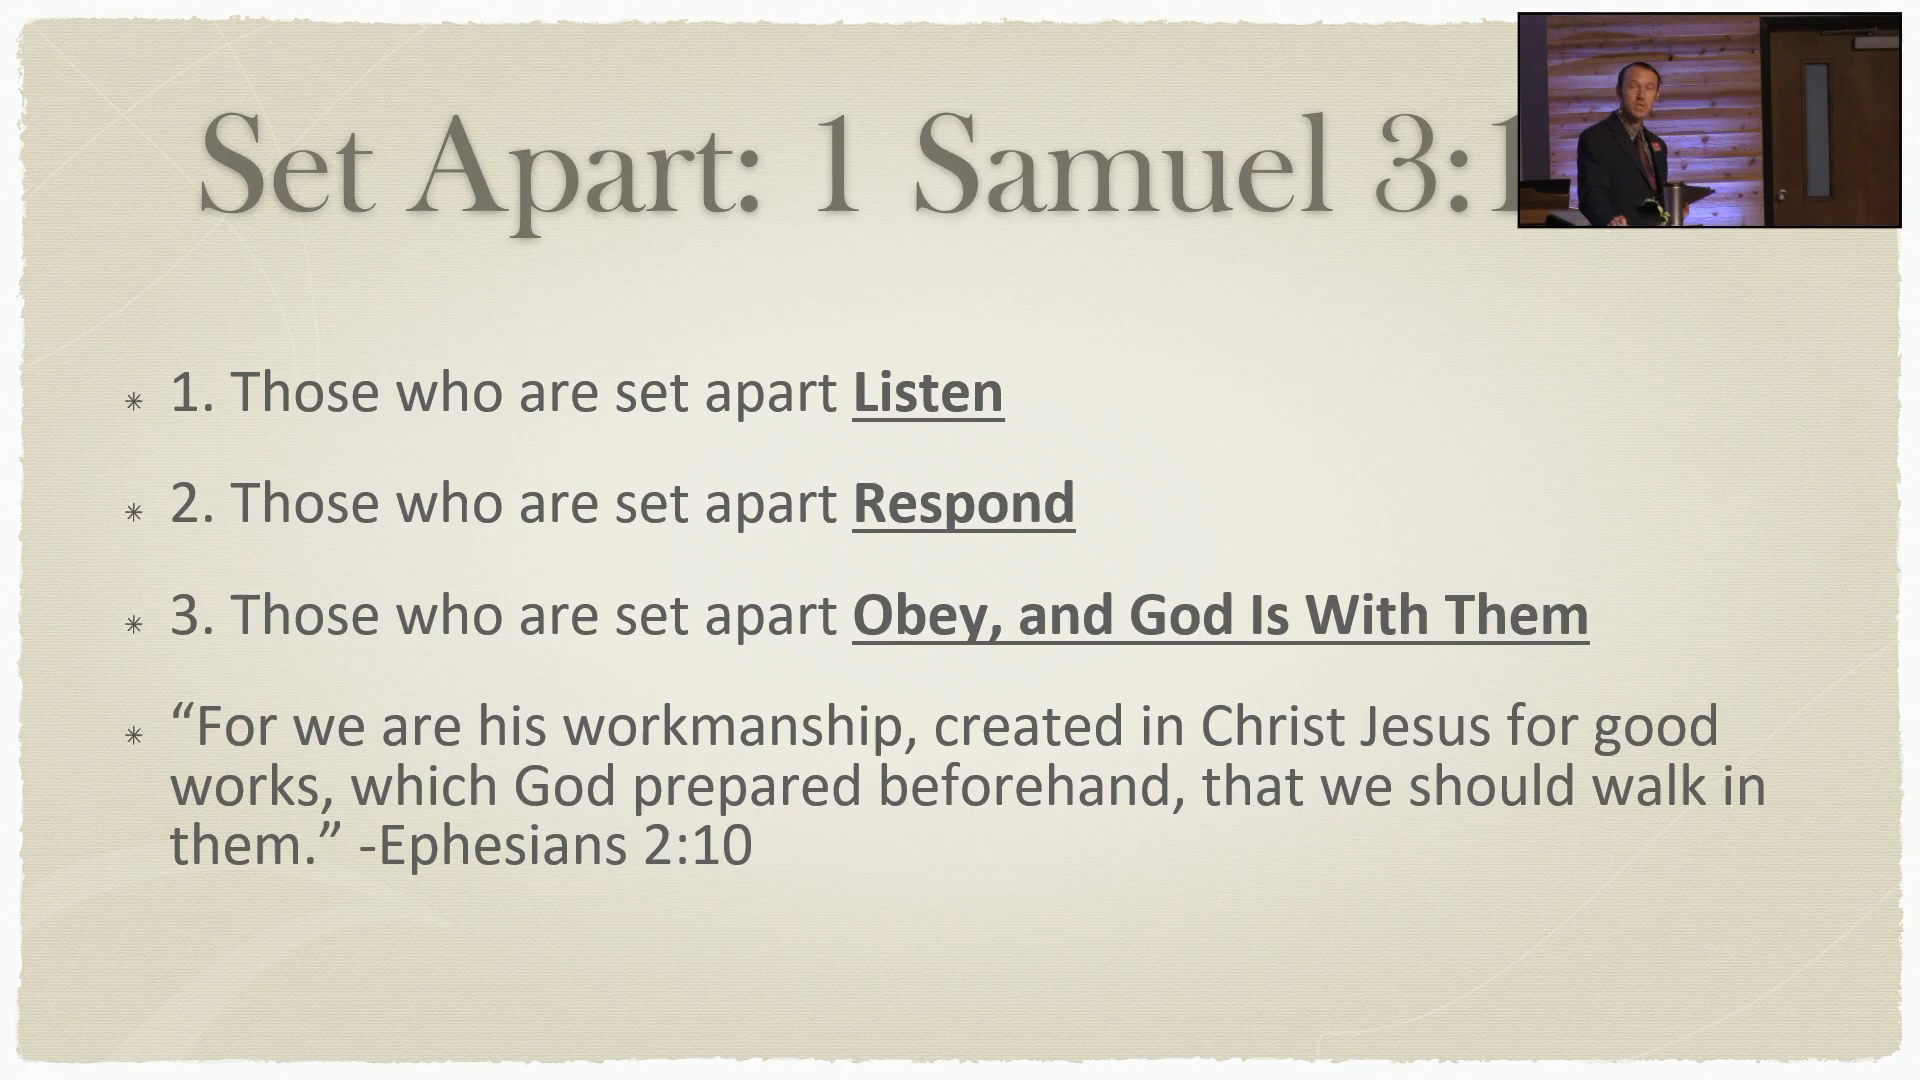 Set Apart: 1 Samuel 3:1
1. Those who are set apart Listen
2. Those who are set apart Respond
3. Those who are set apart Obey, and God Is With Them
“For we are his workmanship, created in Christ Jesus for good
works, which God prepared beforehand, that we should walk in
them.” -Ephesians 2:10